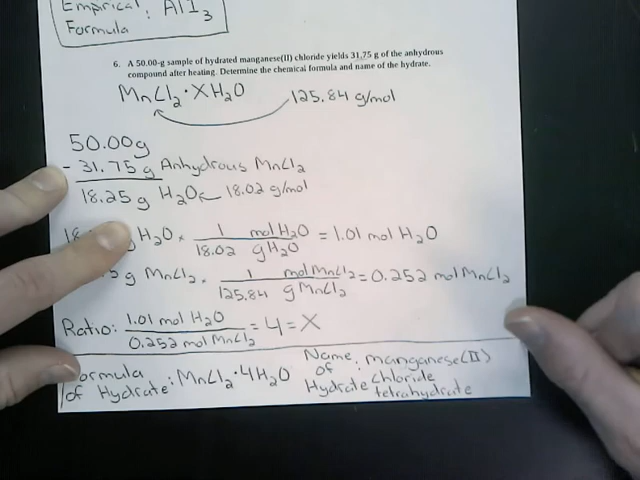 Empirical : AlI3
Formula
6. A 50.00-g sample of hydrated manganese(II) chloride yields 31.75 g of the anhydrous
compound after heating. Determine the chemical formula and name of the hydrate.
MnCl2 · XH2O 125.84 g/mol
50.00g
- 31.75 g Anhydrous MnCl2
18.25 g H2O ← 18.02 g/mol
H2O × 1 mol H2O / 18.02 g H2O = 1.01 mol H2O
g MnCl2 · 1 mol MnCl2 / 125.84 g MnCl2 = 0.252 mol MnCl2
Ratio: 1.01 mol H2O / 0.252 mol MnCl2 = 4 = X
Formula of Hydrate: MnCl2·4H2O
Name of Hydrate: manganese(II) chloride tetrahydrate